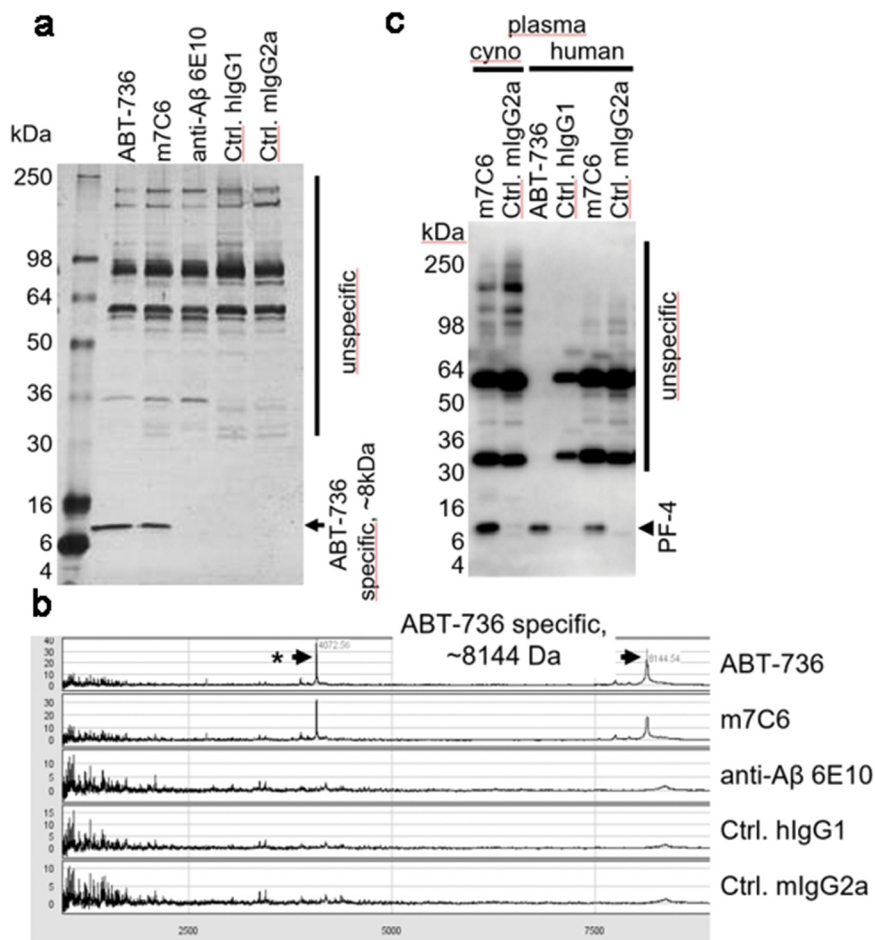 a
kDa
ABT-736
m7C6
anti-Aβ 6E10
Ctrl. hIgG1
Ctrl. mIgG2a
250
98
64
50
36
30
16
6
4
unspecific
ABT-736
specific, ~8kDa
c
plasma
cyno human
m7C6
Ctrl. mIgG2a
ABT-736
Ctrl. hIgG1
m7C6
Ctrl. mIgG2a
kDa
250
98
64
50
36
30
16
6
4
unspecific
PF-4
b
ABT-736 specific,
~8144 Da
*
4072.56
8144.54
40
30
20
10
0
ABT-736
30
20
10
0
m7C6
10
5
0
anti-Aβ 6E10
15
10
5
0
Ctrl. hIgG1
10
5
0
Ctrl. mIgG2a
2500 5000 7500